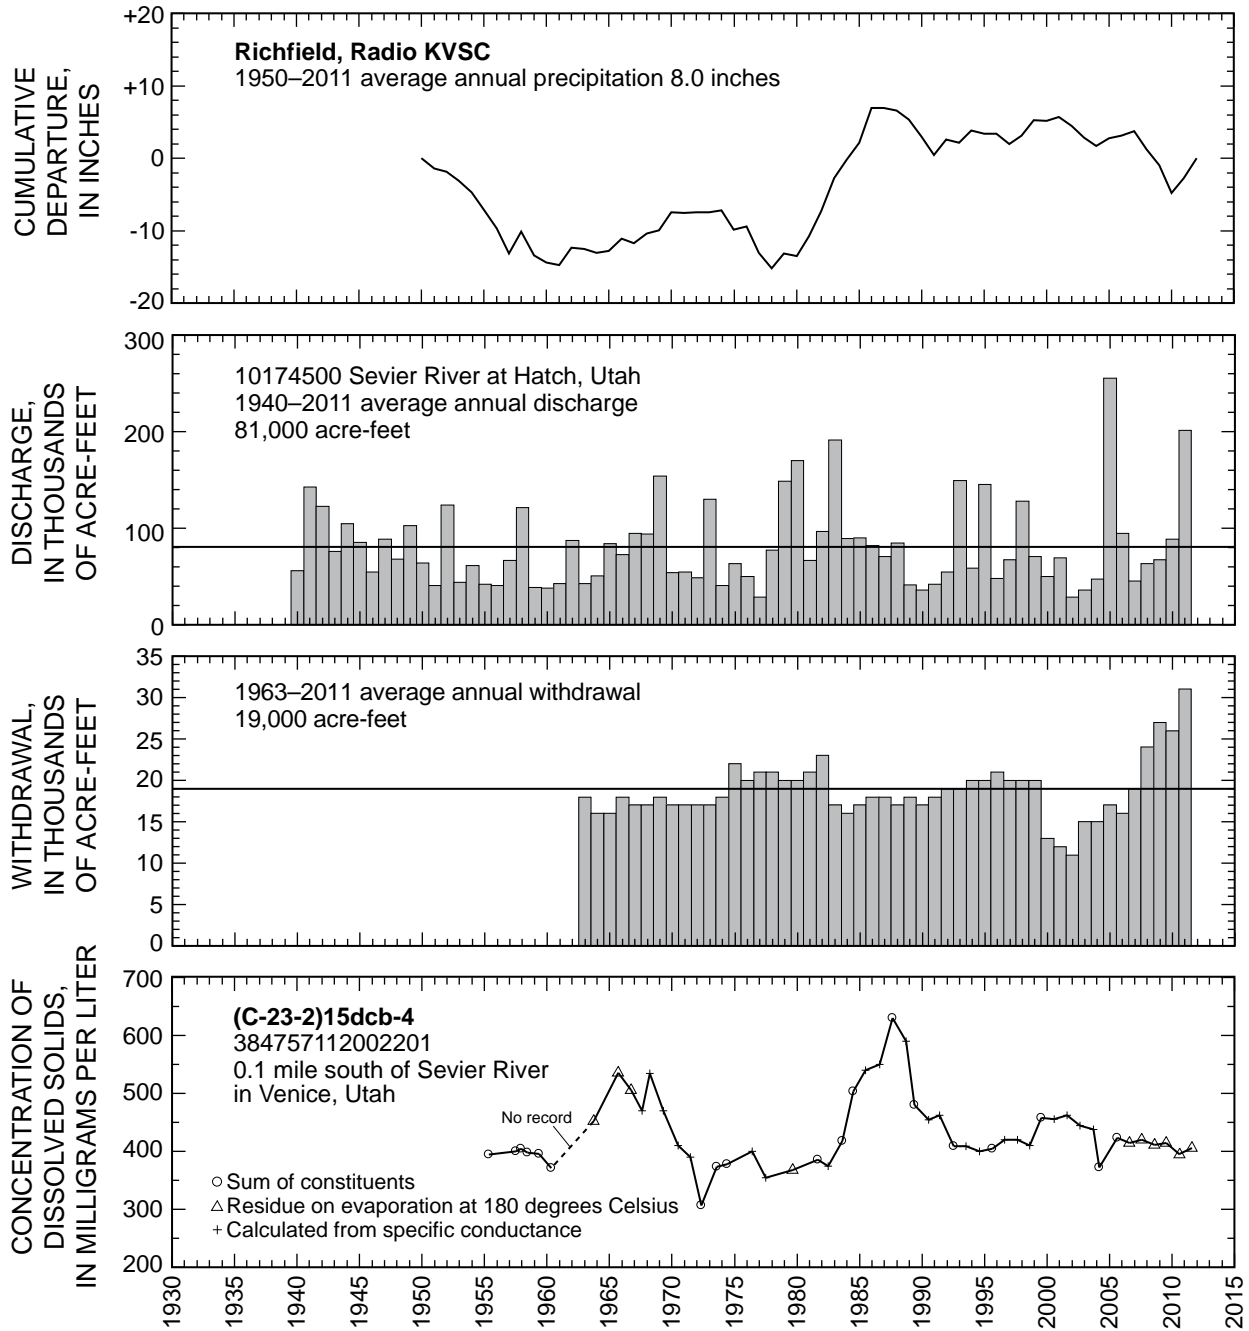 CUMULATIVE
DEPARTURE,
IN INCHES
+20
+10
0
-10
-20
Richfield, Radio KVSC
1950–2011 average annual precipitation 8.0 inches
DISCHARGE,
IN THOUSANDS
OF ACRE-FEET
300
200
100
0
10174500 Sevier River at Hatch, Utah
1940–2011 average annual discharge
81,000 acre-feet
WITHDRAWAL,
IN THOUSANDS
OF ACRE-FEET
35
30
25
20
15
10
5
0
1963–2011 average annual withdrawal
19,000 acre-feet
CONCENTRATION OF
DISSOLVED SOLIDS,
IN MILLIGRAMS PER LITER
700
600
500
400
300
200
(C-23-2)15dcb-4
384757112002201
0.1 mile south of Sevier River
in Venice, Utah
No record
Sum of constituents
Residue on evaporation at 180 degrees Celsius
Calculated from specific conductance
1930
1935
1940
1945
1950
1955
1960
1965
1970
1975
1980
1985
1990
1995
2000
2005
2010
2015